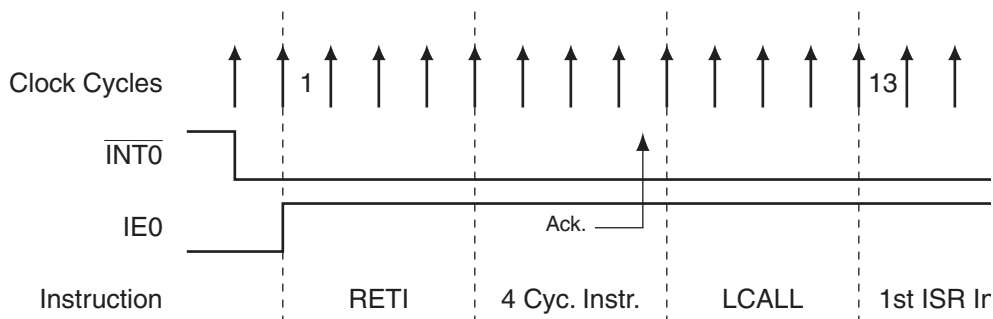 Clock Cycles 1 13
INT0
IE0
Ack.
Instruction RETI 4 Cyc. Instr. LCALL 1st ISR In